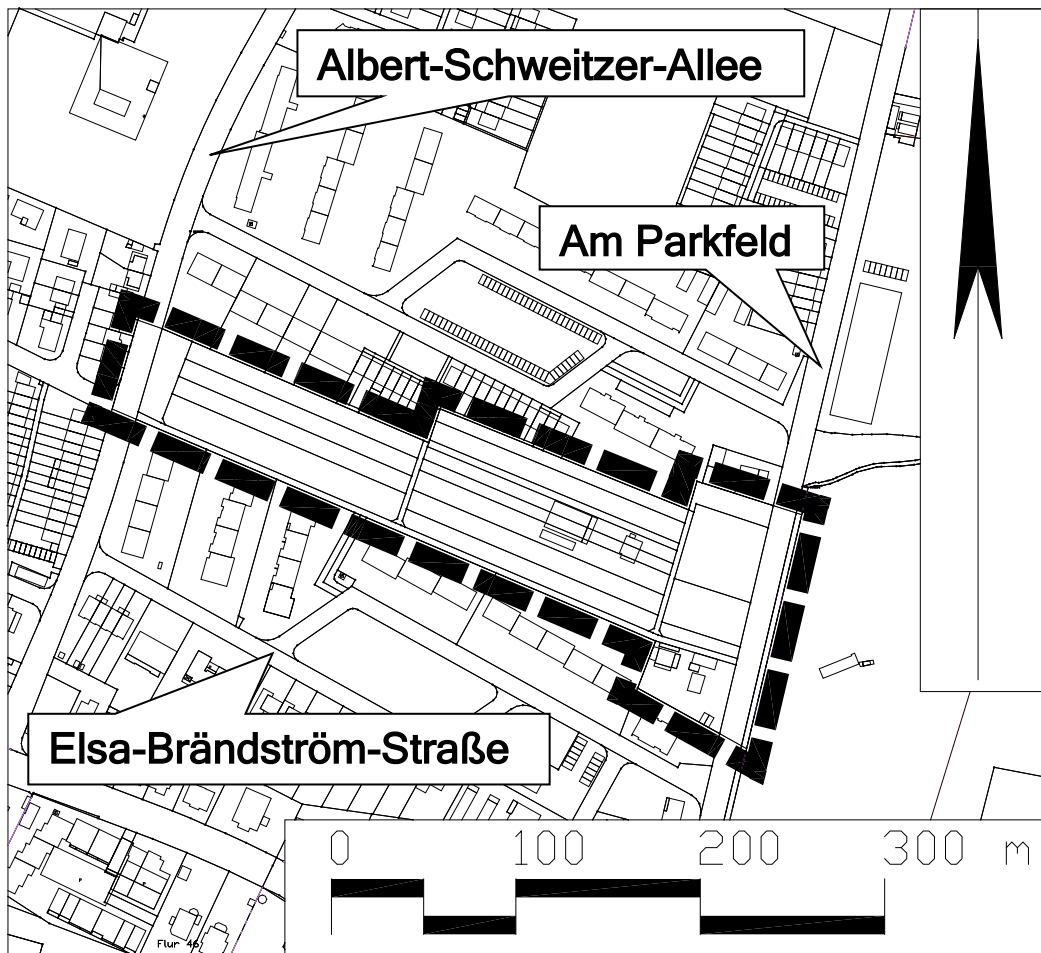 Albert-Schweitzer-Allee
Am Parkfeld
Elsa-Brändström-Straße
0 100 200 300 m
Flur 46